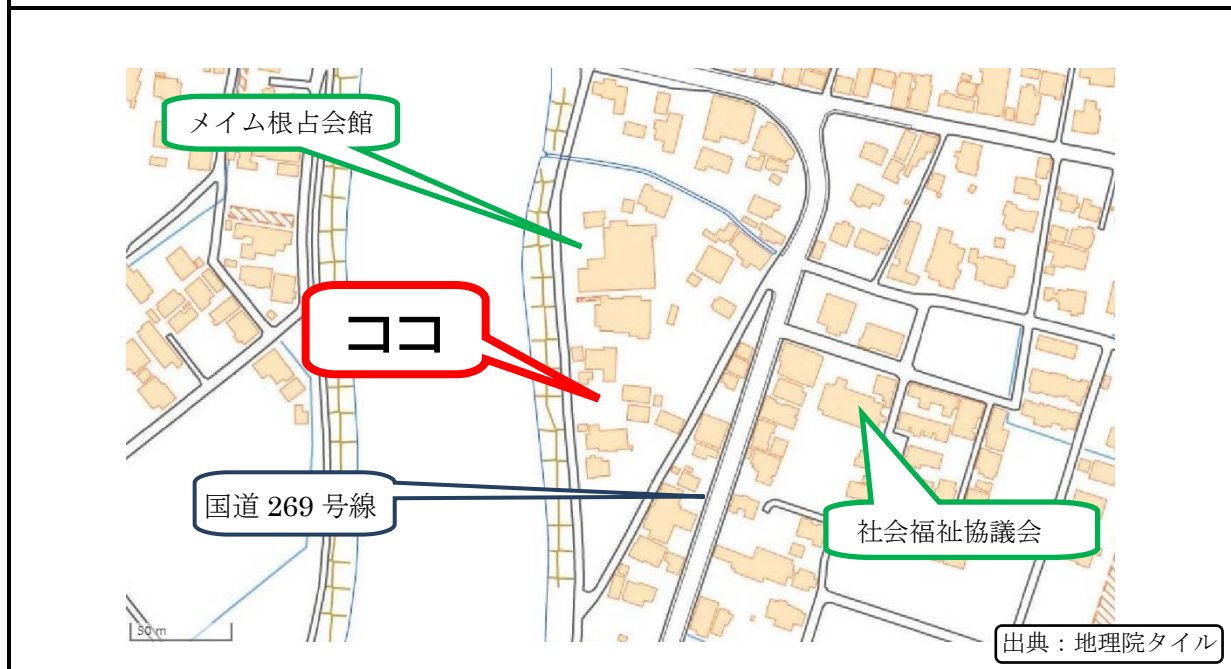 メイム根占会館
ココ
国道 269 号線
社会福祉協議会
50 m
出典：地理院タイル